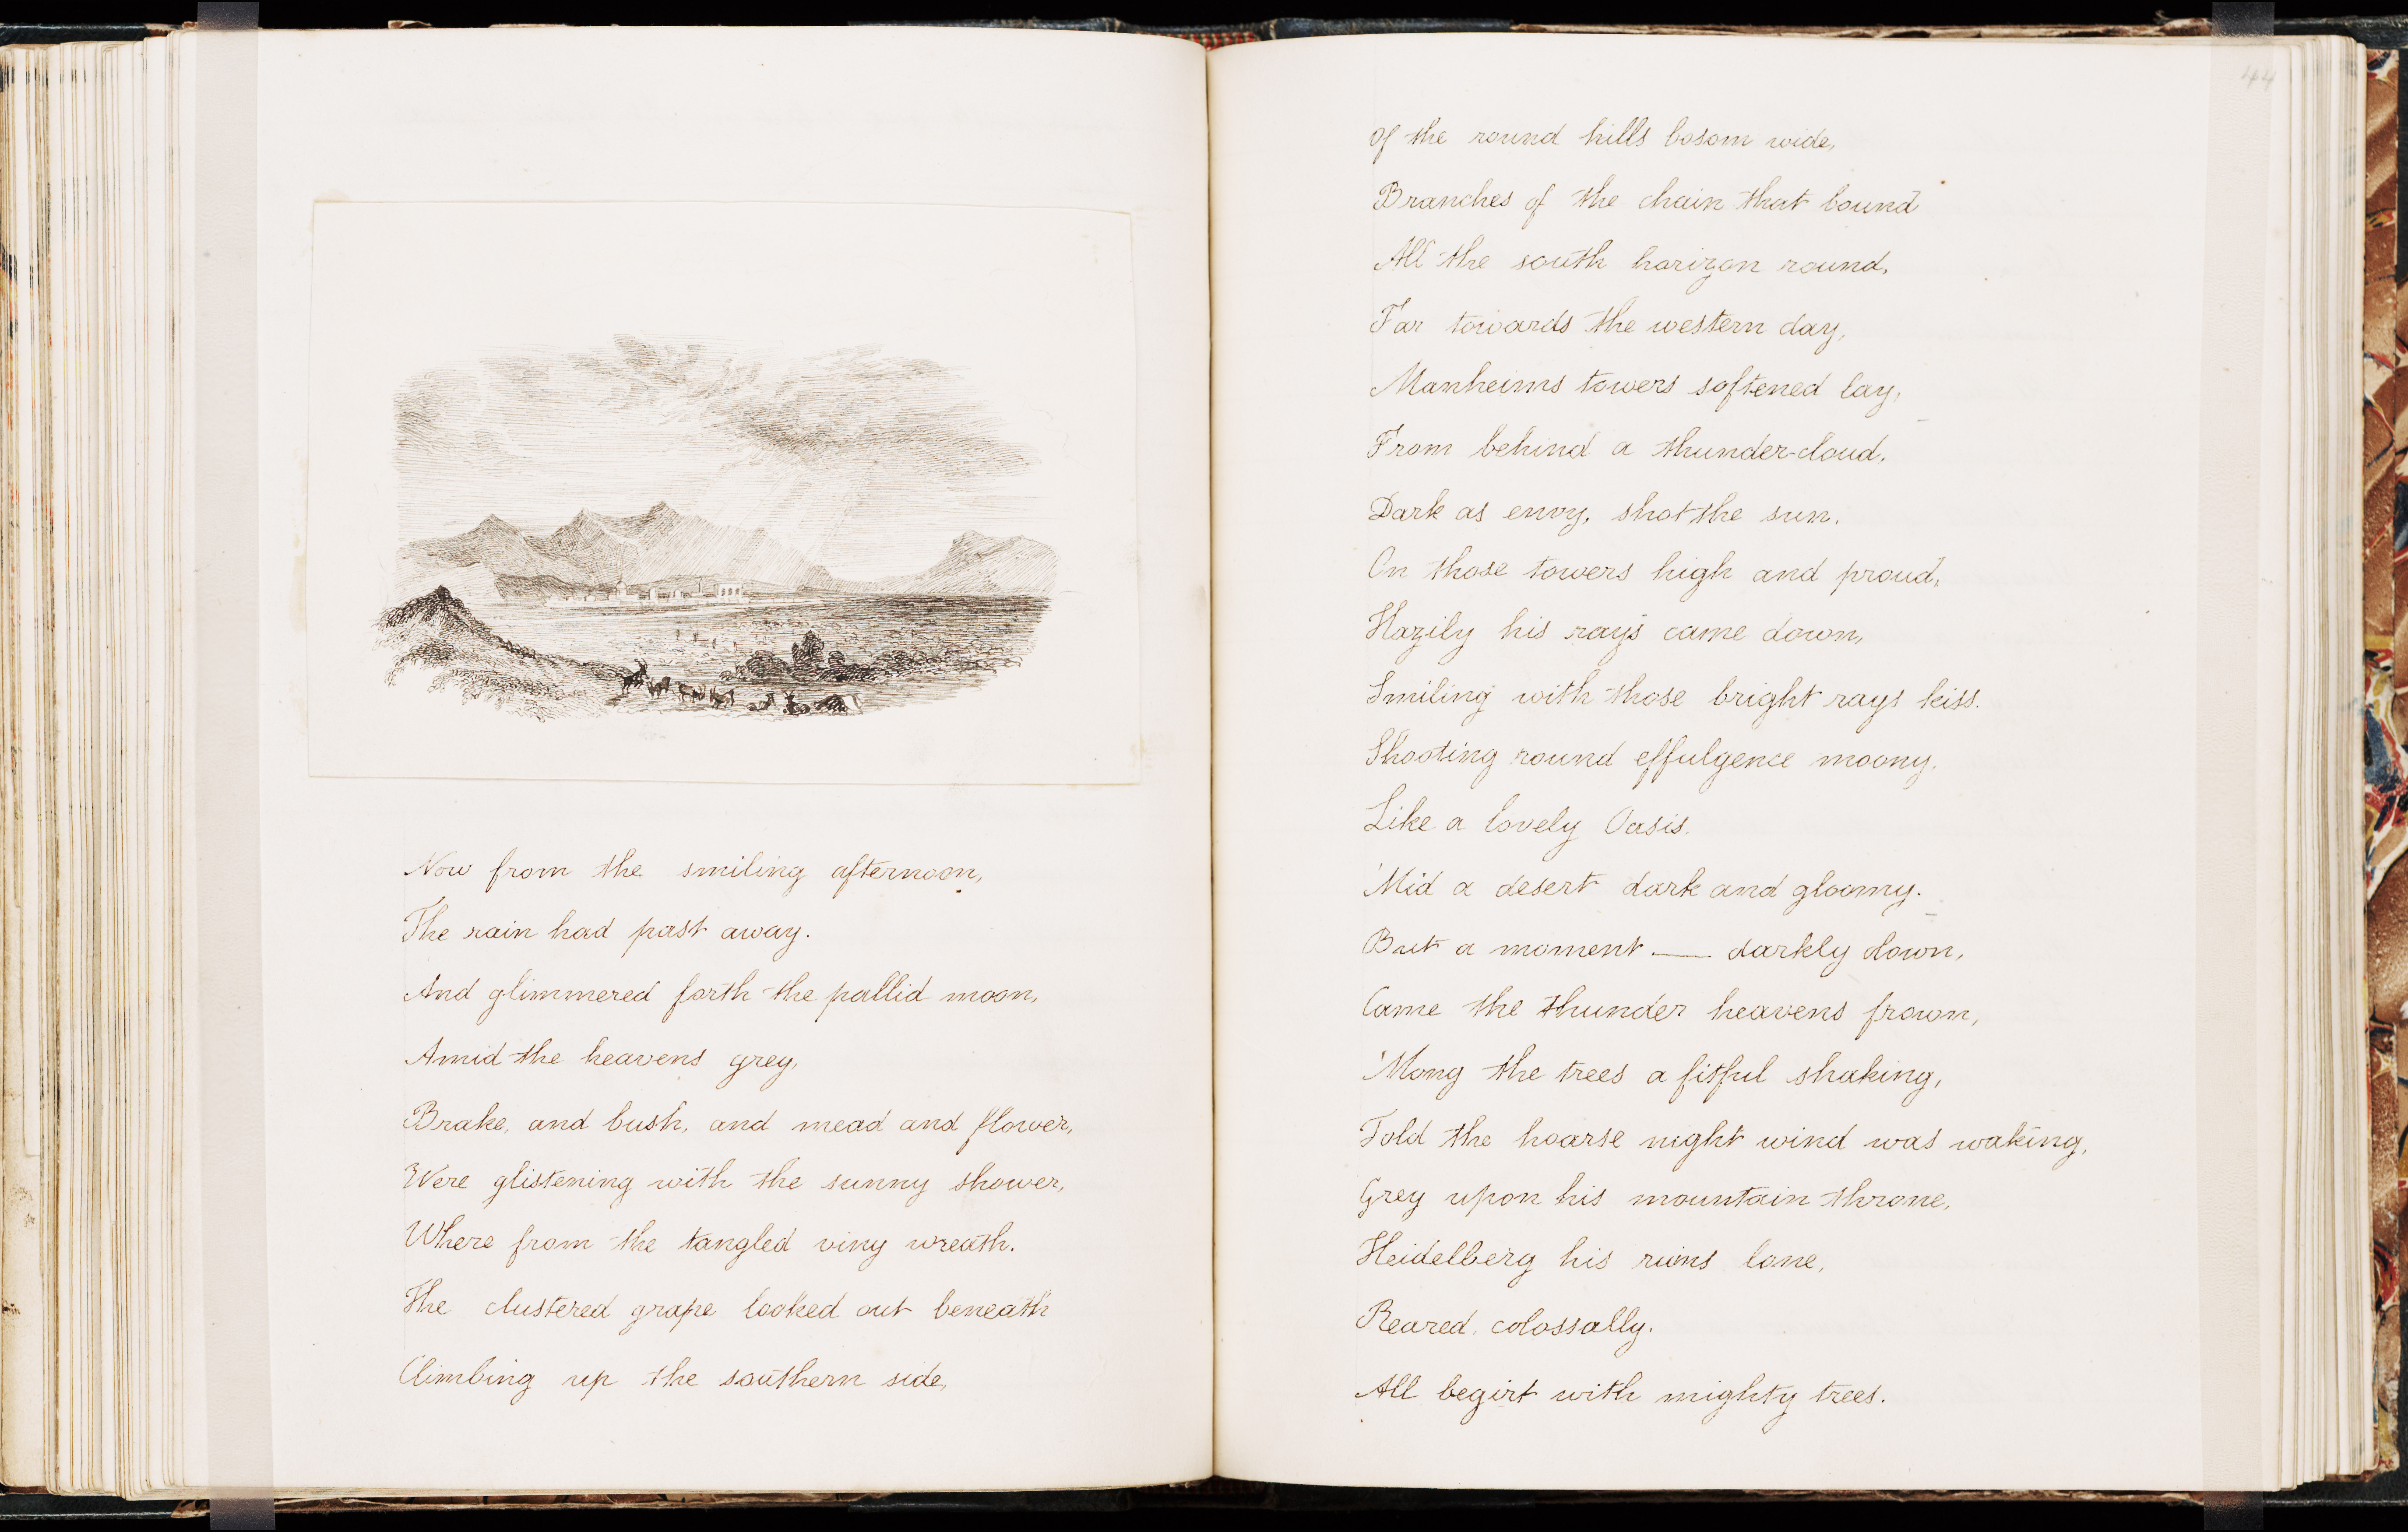 Now from the smiling afternoon,
The rain had past away.
And glimmered forth the pallid moon,
Amid the heavens grey,
Brake, and bush, and mead and flower,
Were glistening with the sunny shower,
Where from the tangled viny wreath.
The clustered grape looked out beneath
Climbing up the southern side,
44
Of the round hills bosom wide,
Branches of the chain that bound
All the south horizon round,
Far towards the western day,
Manheims towers softened lay,
From behind a thunder-cloud.
Dark as envy, shot the sun.
On those towers high and proud,
Hazily his rays came down,
Smiling with those bright rays kiss.
Shooting round effulgence moony.
Like a lovely Oasis.
'Mid a desert dark and gloomy.
But a moment — darkly down,
Came the thunder heavens frown,
'Mong the trees a fitful shaking,
Told the hoarse night wind was waking,
Grey upon his mountain throne,
Heidelberg his ruins lone,
Reared, colossally.
All begirt with mighty trees.